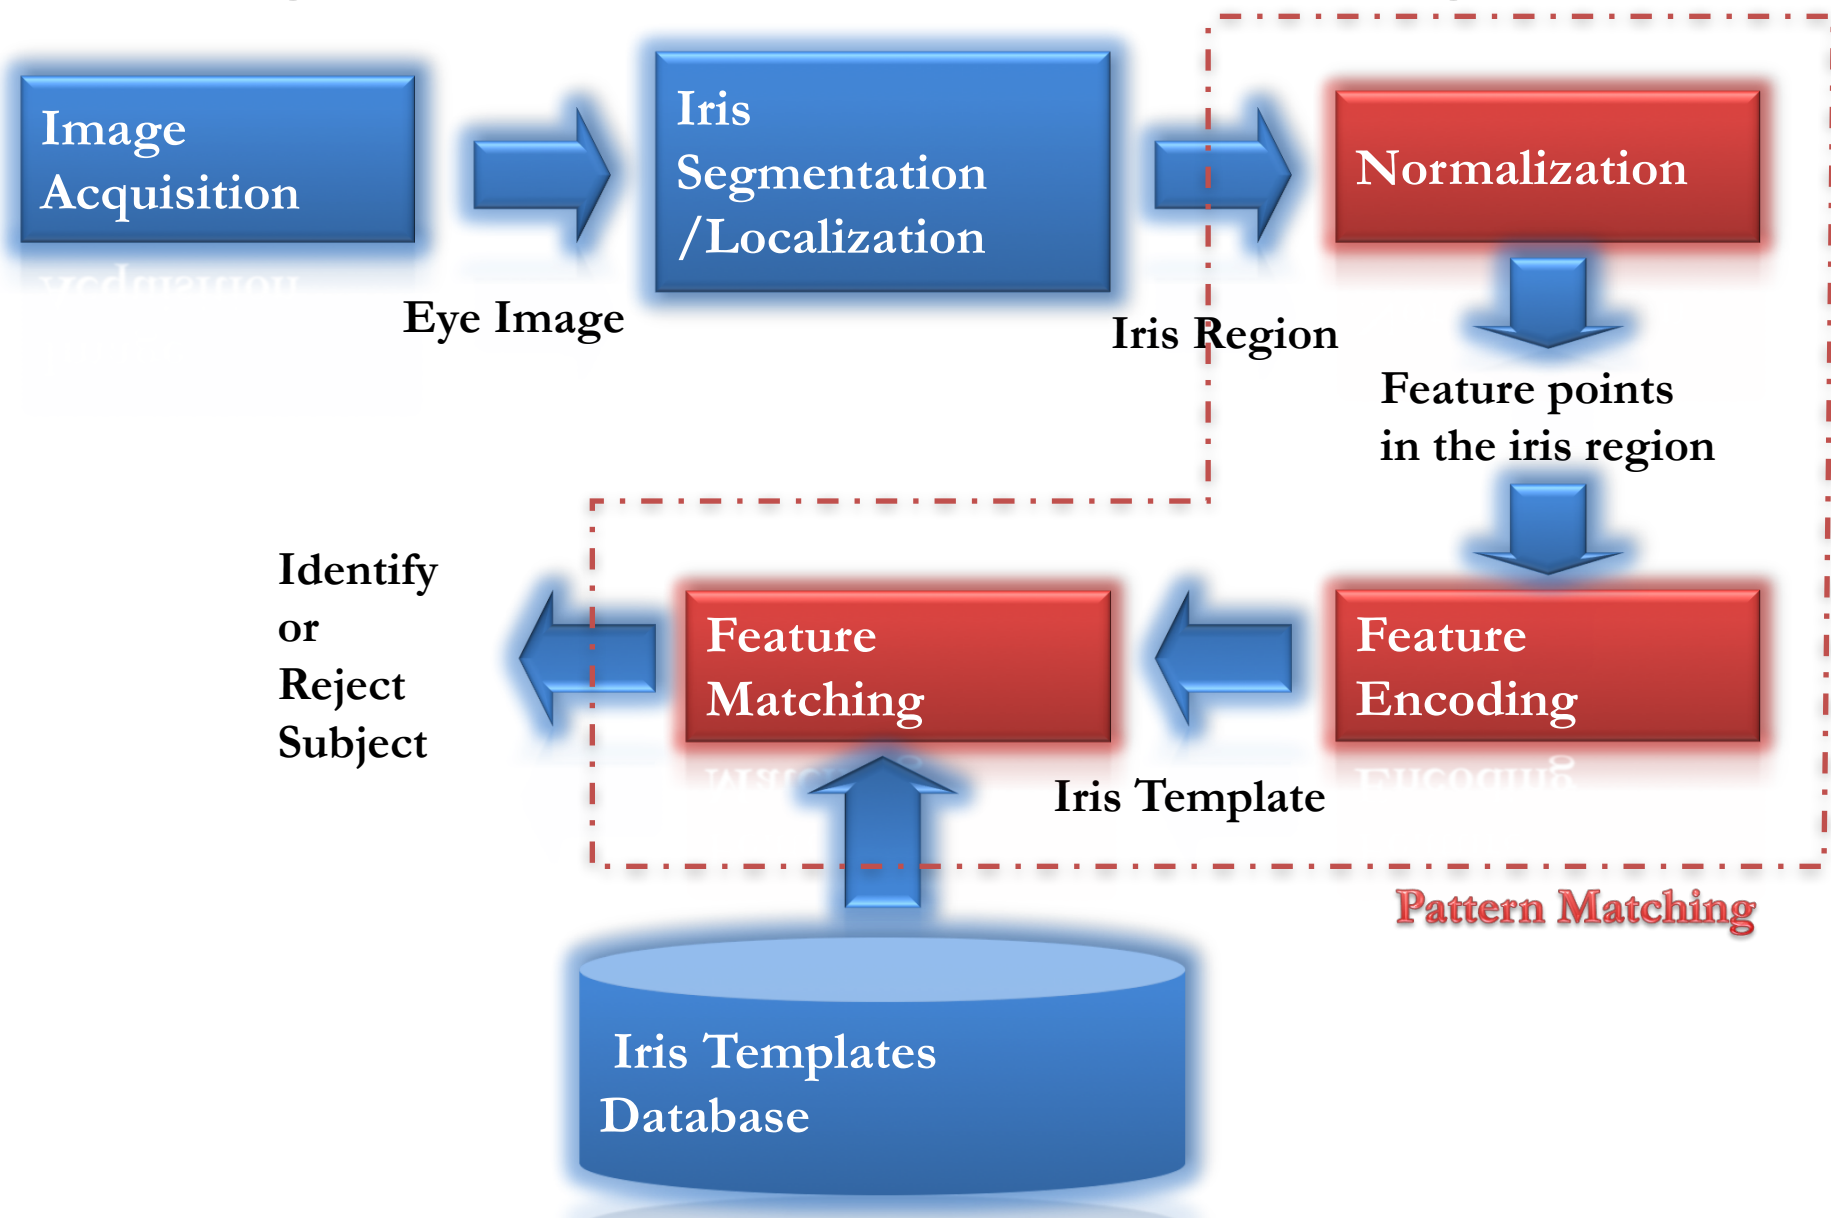 Image
Acquisition
Eye Image
Iris
Segmentation
/Localization
Iris Region
Normalization
Feature points
in the iris region
Feature
Encoding
Iris Template
Feature
Matching
Identify
or
Reject
Subject
Pattern Matching
Iris Templates
Database